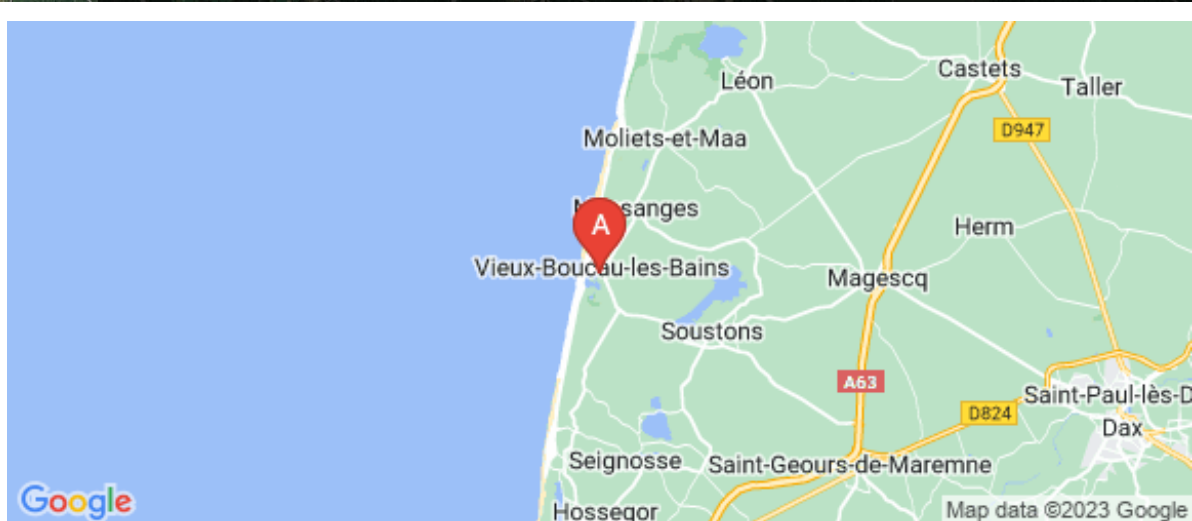 Léon
Castets
Taller
D947
Moliets-et-Maa
A
Herm
Vieux-Boucau-les-Bains
Magescq
Soustons
A63
Saint-Paul-lès-D
D824
Dax
Seignosse
Saint-Geours-de-Maremne
Google
Hossegor
Map data ©2023 Google